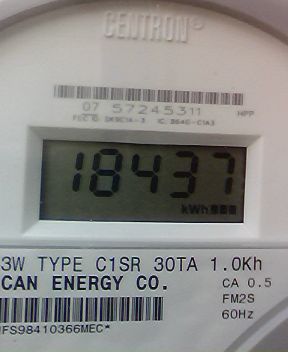 CENTRON®
07 57245311 HPP
18437
kWh
3W TYPE C1SR 30TA 1.0Kh
CAN ENERGY CO. CA 0.5
FM2S
60Hz
FS98410366MEC*